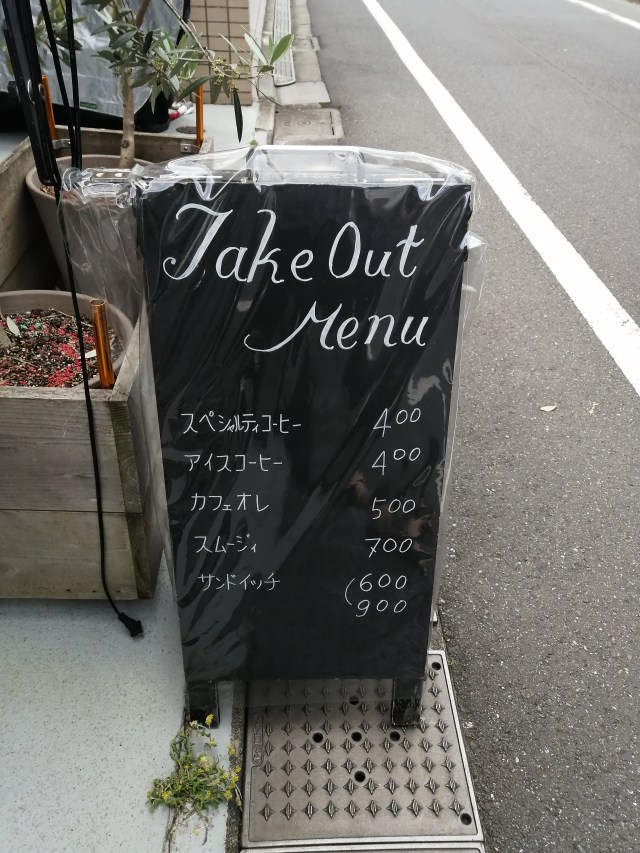 Take Out
Menu
スペシャルティコーヒー 400
アイスコーヒー 400
カフェオレ 500
スムージィ 700
サンドイッチ (600
900